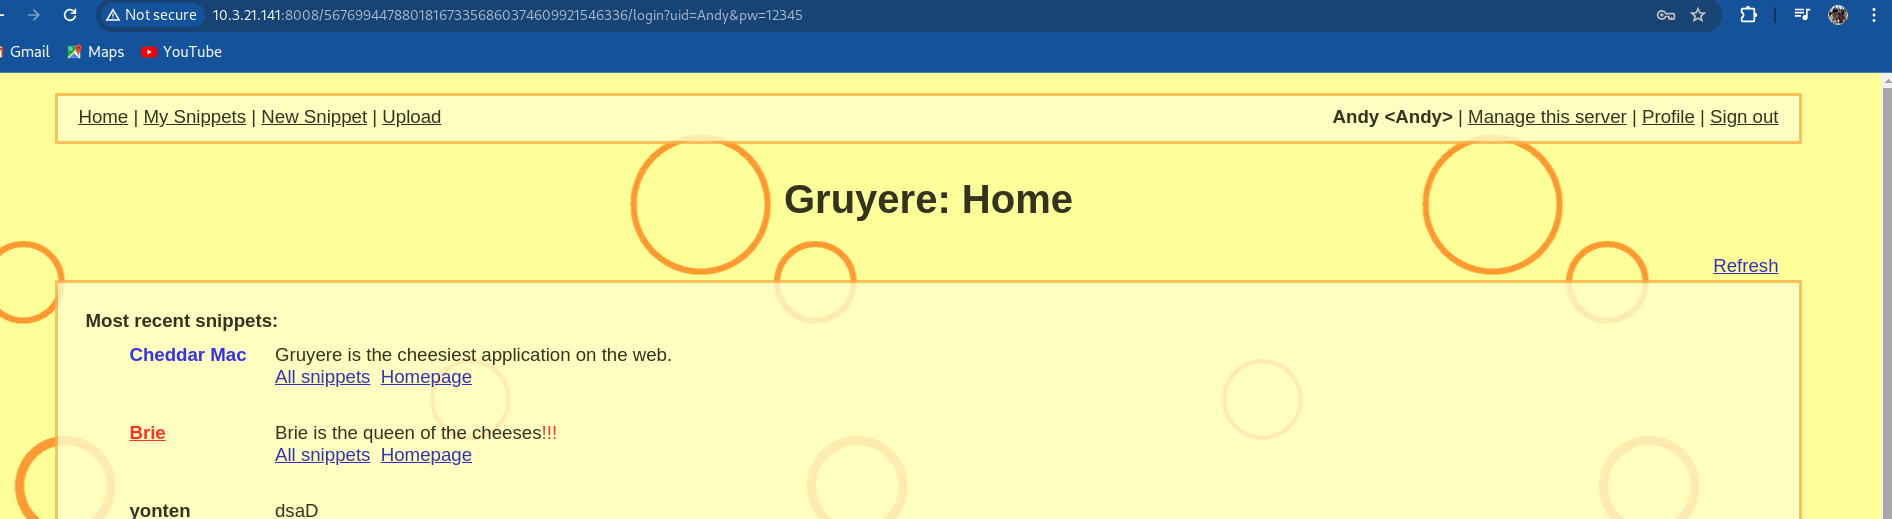 Not secure 10.3.21.141:8008/567699447880181673356860374609921546336/login?uid=Andy&pw=12345
Gmail Maps YouTube
Home | My Snippets | New Snippet | Upload Andy <Andy> | Manage this server | Profile | Sign out
Gruyere: Home
Refresh
Most recent snippets:
Cheddar Mac Gruyere is the cheesiest application on the web.
All snippets Homepage
Brie Brie is the queen of the cheeses!!!
All snippets Homepage
yonten dsaD